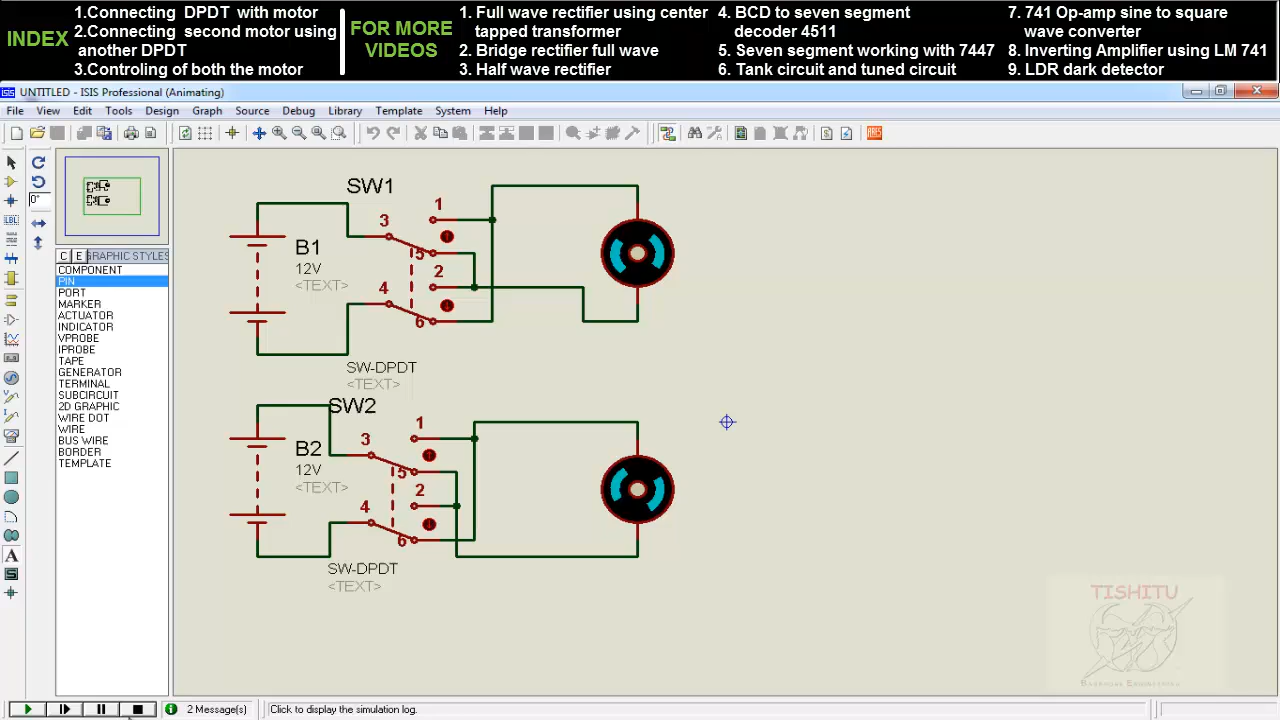 INDEX
1.Connecting DPDT with motor
2.Connecting second motor using
another DPDT
3.Controling of both the motor
FOR MORE
VIDEOS
1. Full wave rectifier using center
tapped transformer
2. Bridge rectifier full wave
3. Half wave rectifier
4. BCD to seven segment
decoder 4511
5. Seven segment working with 7447
6. Tank circuit and tuned circuit
7. 741 Op-amp sine to square
wave converter
8. Inverting Amplifier using LM 741
9. LDR dark detector
ISIS UNTITLED - ISIS Professional (Animating)
File View Edit Tools Design Graph Source Debug Library Template System Help
ARES
0°
LBL
C E GRAPHIC STYLES
COMPONENT
PIN
PORT
MARKER
ACTUATOR
INDICATOR
VPROBE
IPROBE
TAPE
GENERATOR
TERMINAL
SUBCIRCUIT
2D GRAPHIC
WIRE DOT
WIRE
BUS WIRE
BORDER
TEMPLATE
A
SW1
1
3
5
2
4
6
B1
12V
<TEXT>
SW-DPDT
<TEXT>
SW2
1
3
5
2
4
6
B2
12V
<TEXT>
SW-DPDT
<TEXT>
TISHITU
2 Message(s)
Click to display the simulation log.